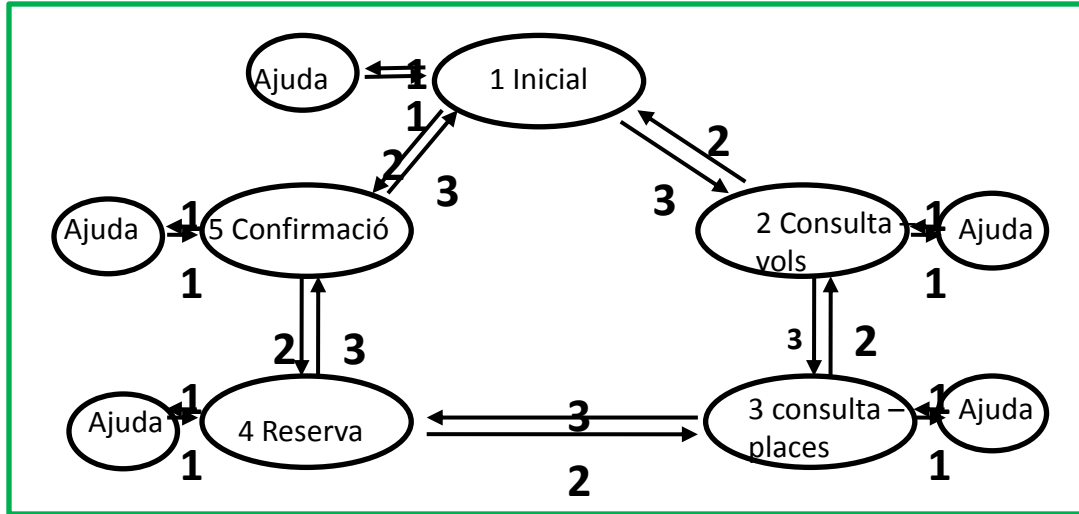 Ajuda
1
1 Inicial
1
2
2
3
3
Ajuda
1
5 Confirmació
2 Consulta –
vols
1
Ajuda
1
1
2
3
3
2
Ajuda
1
4 Reserva
3
3 consulta –
places
1
Ajuda
1
2
1